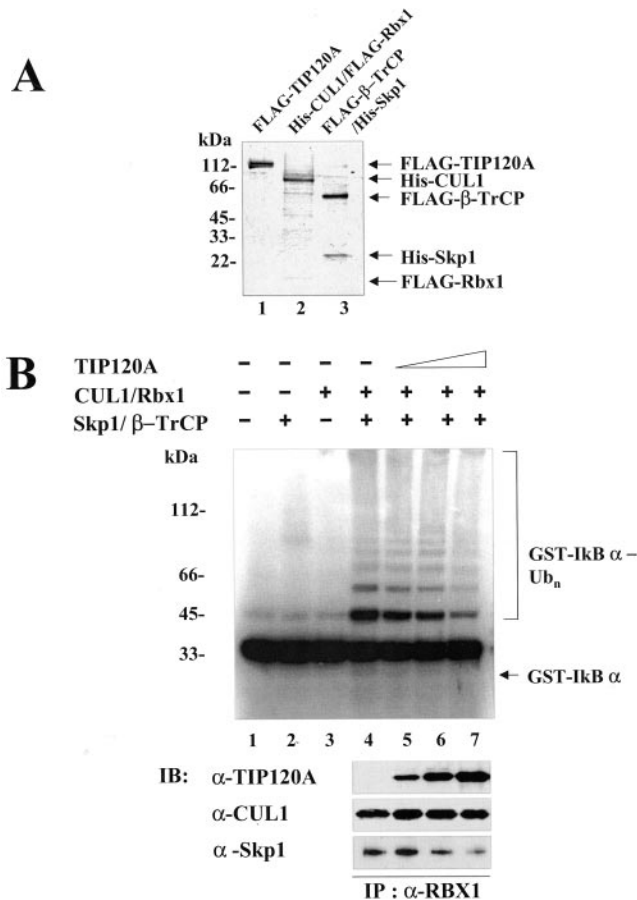 A
FLAG-TIP120A
His-CUL1/FLAG-Rbx1
FLAG-β-TrCP
/His-Skp1
kDa
112-
66-
45-
33-
22-
FLAG-TIP120A
His-CUL1
FLAG-β-TrCP
His-Skp1
FLAG-Rbx1
1 2 3
B
TIP120A – – – –
CUL1/Rbx1 – – + + + + +
Skp1/ β–TrCP – + – + + + +
kDa
112-
66-
45-
33-
GST-IkB α –
Ubn
GST-IkB α
1 2 3 4 5 6 7
IB: α-TIP120A
α-CUL1
α -Skp1
IP : α-RBX1